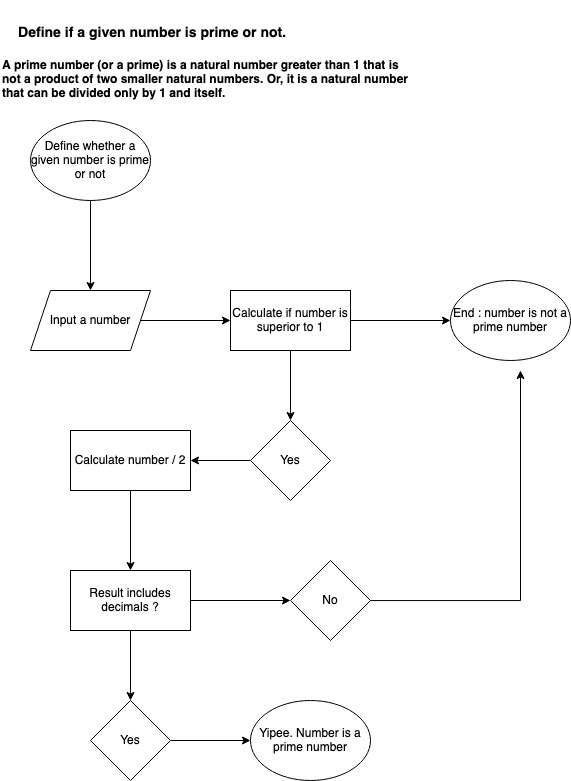 Define if a given number is prime or not.
A prime number (or a prime) is a natural number greater than 1 that is
not a product of two smaller natural numbers. Or, it is a natural number
that can be divided only by 1 and itself.
Define whether a
given number is prime
or not
Input a number
Calculate if number is
superior to 1
End : number is not a
prime number
Calculate number / 2
Yes
Result includes
decimals ?
No
Yes
Yipee. Number is a
prime number